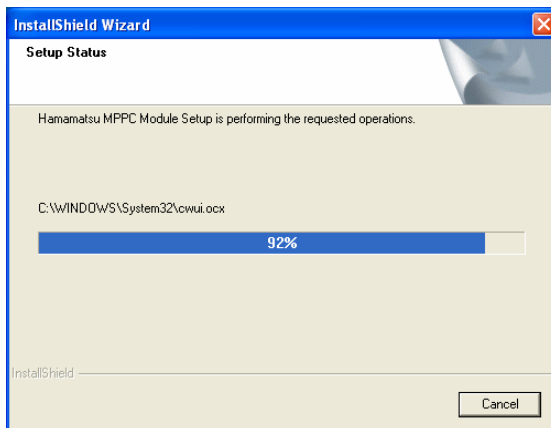 InstallShield Wizard
Setup Status
Hamamatsu MPPC Module Setup is performing the requested operations.
C:\WINDOWS\System32\cwui.ocx
92%
InstallShield
Cancel